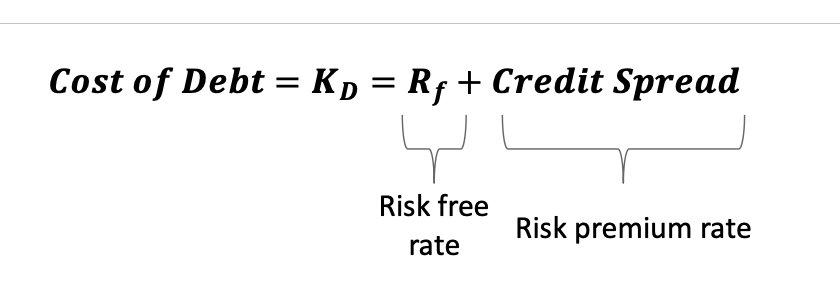 Cost of Debt = K_D = R_f + Credit Spread
Risk free
rate
Risk premium rate